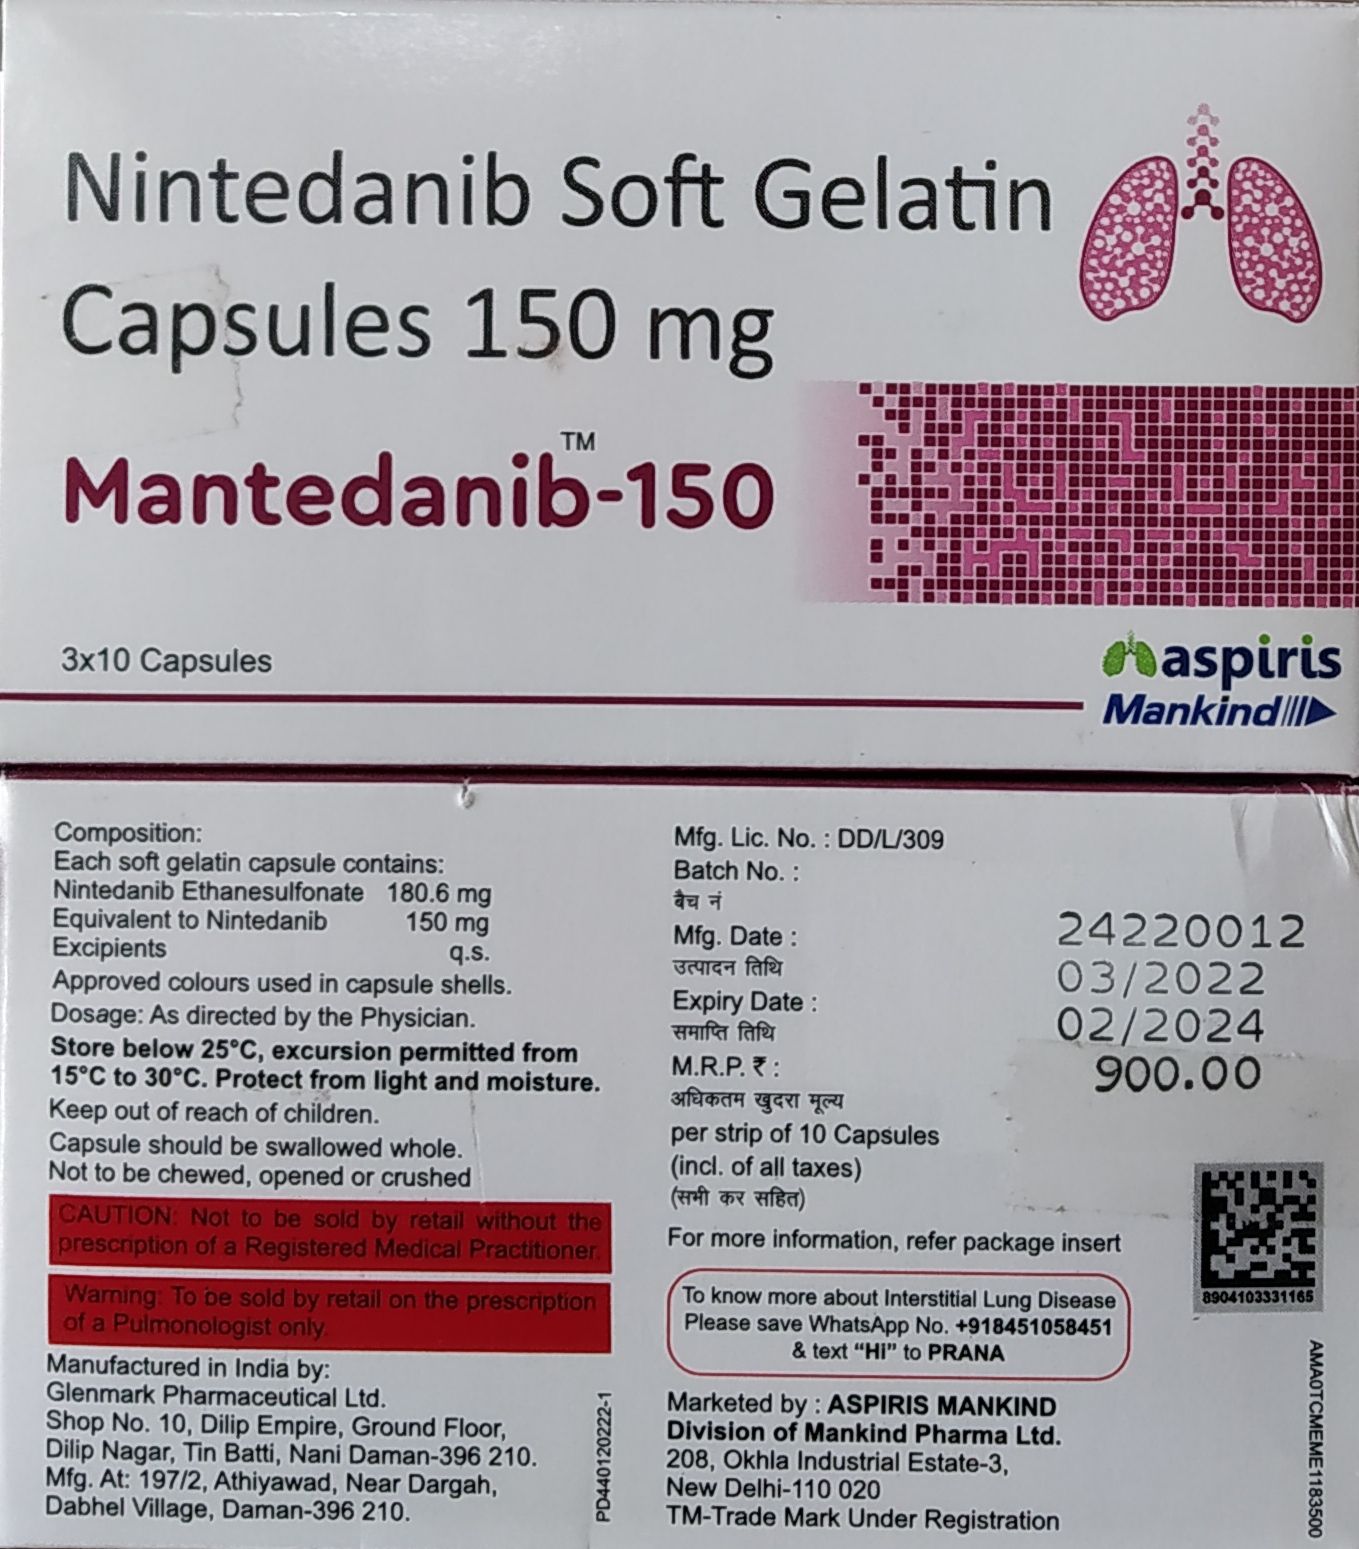 Nintedanib Soft Gelatin
Capsules 150 mg
Mantedanib™-150
3x10 Capsules
aspiris
Mankind
Composition:
Each soft gelatin capsule contains:
Nintedanib Ethanesulfonate 180.6 mg
Equivalent to Nintedanib 150 mg
Excipients q.s.
Approved colours used in capsule shells.
Dosage: As directed by the Physician.
Store below 25°C, excursion permitted from
15°C to 30°C. Protect from light and moisture.
Keep out of reach of children.
Capsule should be swallowed whole.
Not to be chewed, opened or crushed
CAUTION: Not to be sold by retail without the
prescription of a Registered Medical Practitioner.
Warning: To be sold by retail on the prescription
of a Pulmonologist only.
Manufactured in India by:
Glenmark Pharmaceutical Ltd.
Shop No. 10, Dilip Empire, Ground Floor,
Dilip Nagar, Tin Batti, Nani Daman-396 210.
Mfg. At: 197/2, Athiyawad, Near Dargah,
Dabhel Village, Daman-396 210.
PD440120222-1
Mfg. Lic. No. : DD/L/309
Batch No. :
बैच नं
24220012
Mfg. Date :
उत्पादन तिथि
03/2022
Expiry Date :
समाप्ति तिथि
02/2024
M.R.P. ₹ :
900.00
अधिकतम खुदरा मूल्य
per strip of 10 Capsules
(incl. of all taxes)
(सभी कर सहित)
For more information, refer package insert
To know more about Interstitial Lung Disease
Please save WhatsApp No. +918451058451
& text “Hi” to PRANA
8904103331165
Marketed by : ASPIRIS MANKIND
Division of Mankind Pharma Ltd.
208, Okhla Industrial Estate-3,
New Delhi-110 020
TM-Trade Mark Under Registration
AMA0TCMEME1183500